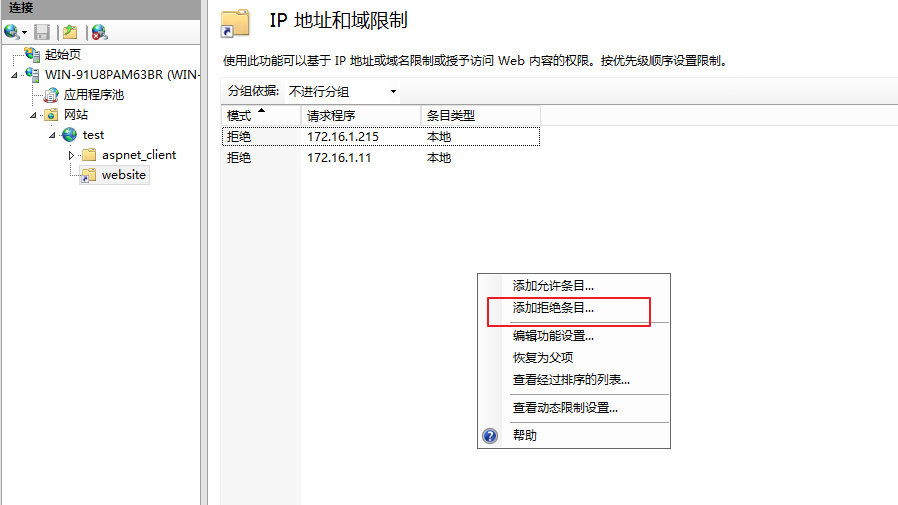 连接
起始页
WIN-91U8PAM63BR (WIN-
应用程序池
网站
test
aspnet_client
website
IP 地址和域限制
使用此功能可以基于 IP 地址或域名限制或授予访问 Web 内容的权限。按优先级顺序设置限制。
分组依据: 不进行分组
模式 请求程序 条目类型
拒绝 172.16.1.215 本地
拒绝 172.16.1.11 本地
添加允许条目...
添加拒绝条目...
编辑功能设置...
恢复为父项
查看经过排序的列表...
查看动态限制设置...
帮助